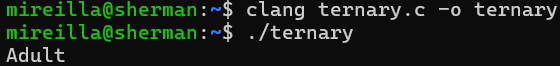 mireilla@sherman:~$ clang ternary.c -o ternary
mireilla@sherman:~$ ./ternary
Adult